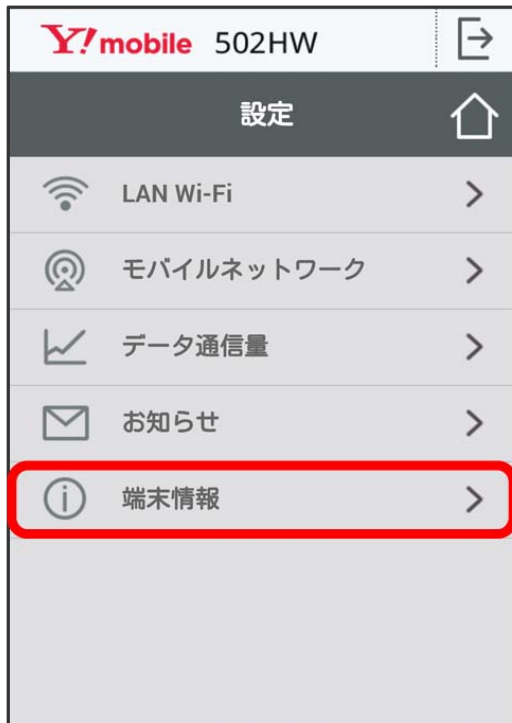 Y! mobile 502HW
設定
LAN Wi-Fi
モバイルネットワーク
データ通信量
お知らせ
端末情報